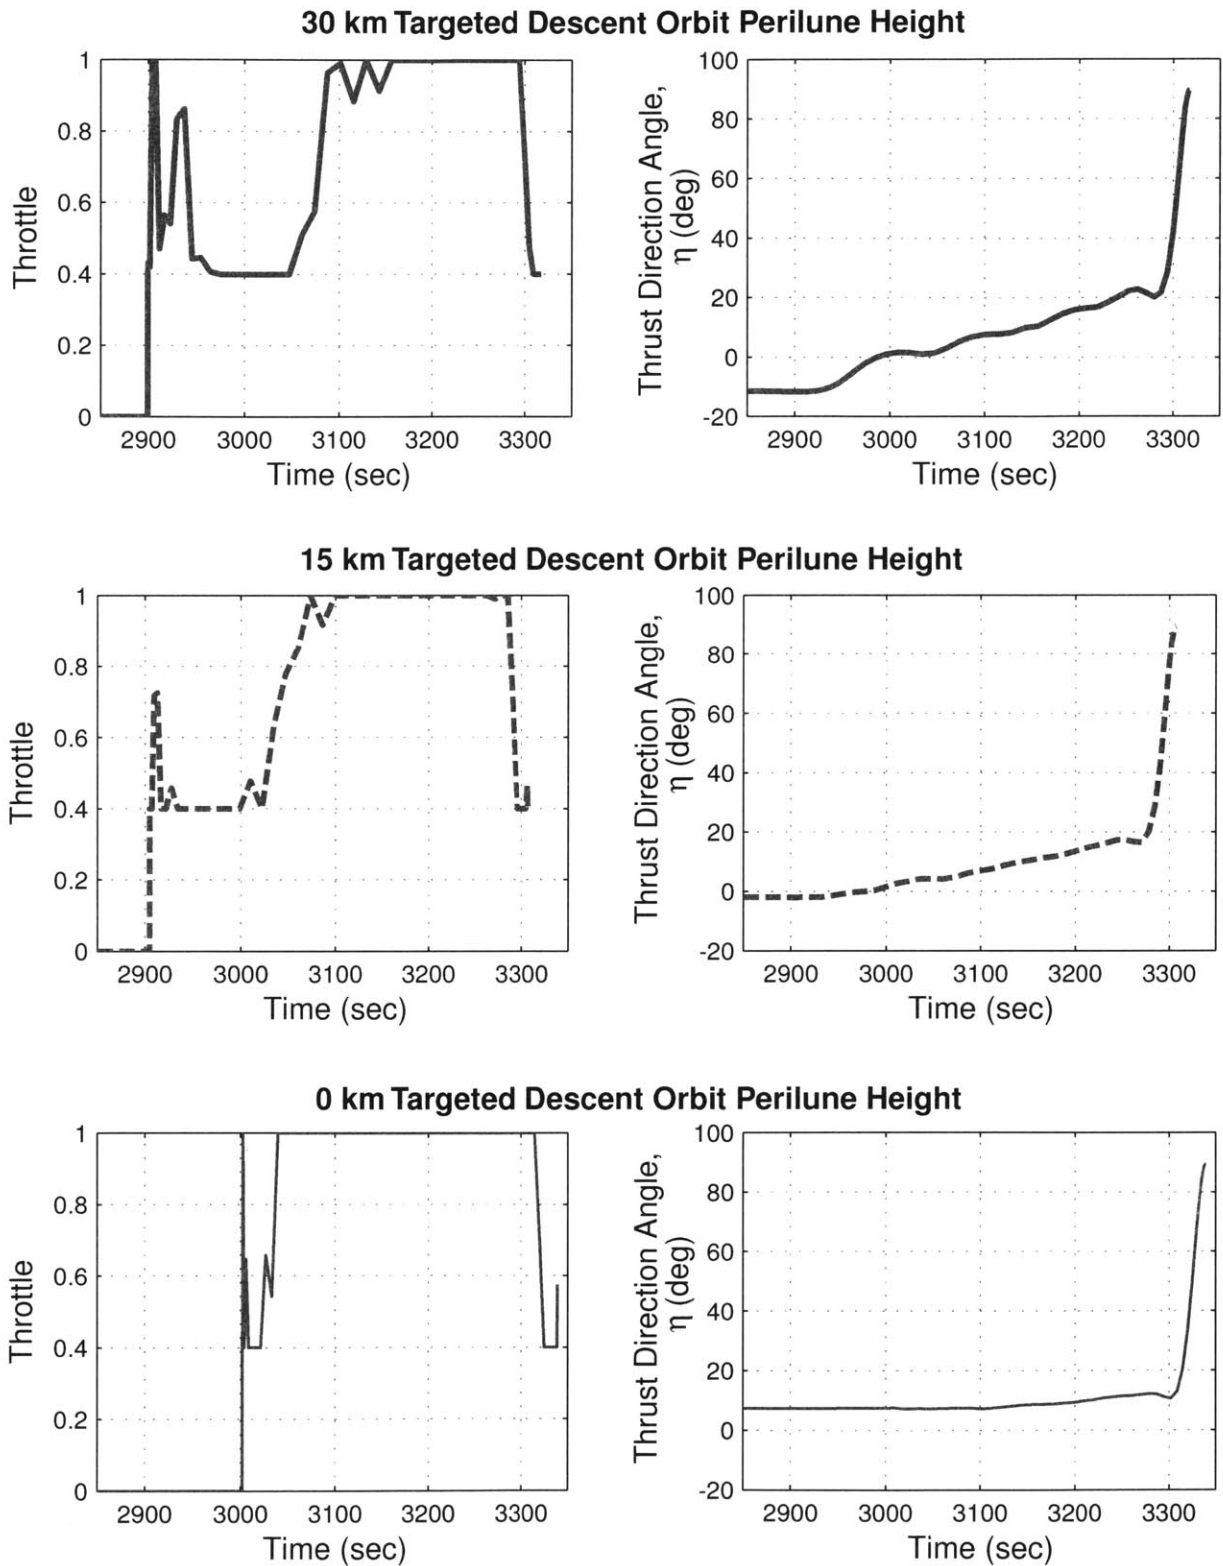 30 km Targeted Descent Orbit Perilune Height
1
0.8
0.6
0.4
0.2
0
Throttle
2900 3000 3100 3200 3300
Time (sec)
100
80
60
40
20
0
-20
Thrust Direction Angle,
η (deg)
2900 3000 3100 3200 3300
Time (sec)
15 km Targeted Descent Orbit Perilune Height
1
0.8
0.6
0.4
0.2
0
Throttle
2900 3000 3100 3200 3300
Time (sec)
100
80
60
40
20
0
-20
Thrust Direction Angle,
η (deg)
2900 3000 3100 3200 3300
Time (sec)
0 km Targeted Descent Orbit Perilune Height
1
0.8
0.6
0.4
0.2
0
Throttle
2900 3000 3100 3200 3300
Time (sec)
100
80
60
40
20
0
-20
Thrust Direction Angle,
η (deg)
2900 3000 3100 3200 3300
Time (sec)